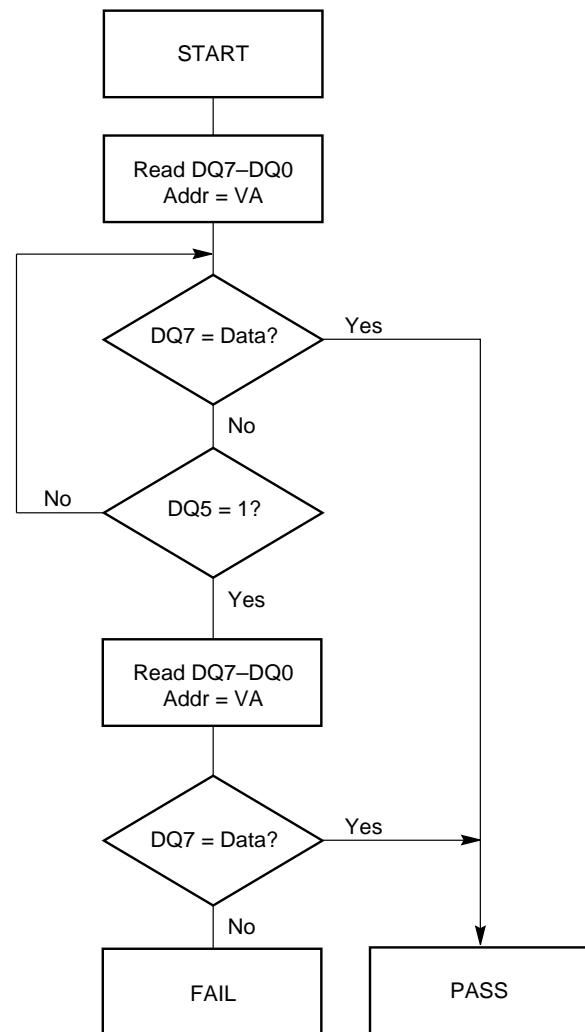 START
Read DQ7–DQ0
Addr = VA
DQ7 = Data?
Yes
No
No
DQ5 = 1?
Yes
Read DQ7–DQ0
Addr = VA
DQ7 = Data?
Yes
No
FAIL
PASS